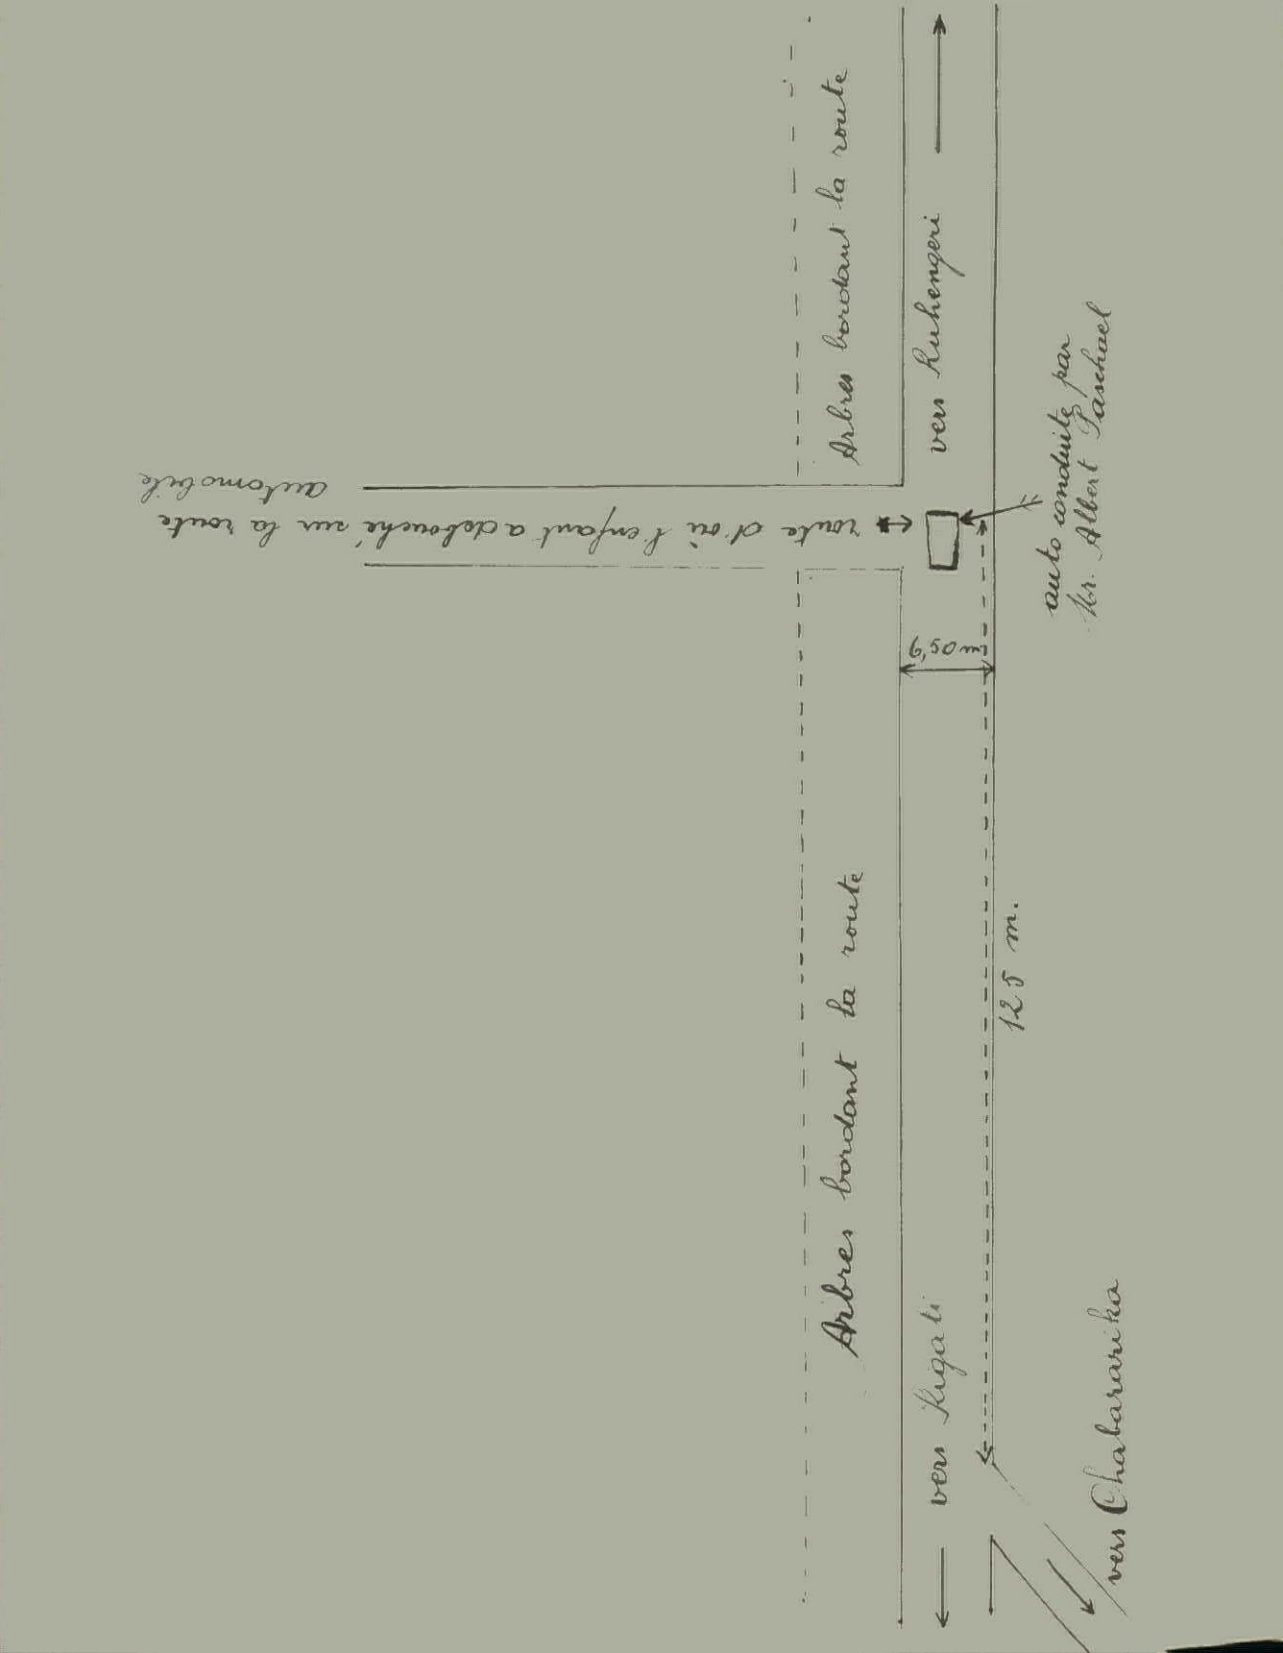 route d'où l'enfant a débouché sur la route
automobile
Arbres bordant la route
Arbres bordant la route
vers Kigali
vers Ruhengeri
6,50 m
125 m.
auto conduite par
Mr. Albert Paschael
vers Chabararika